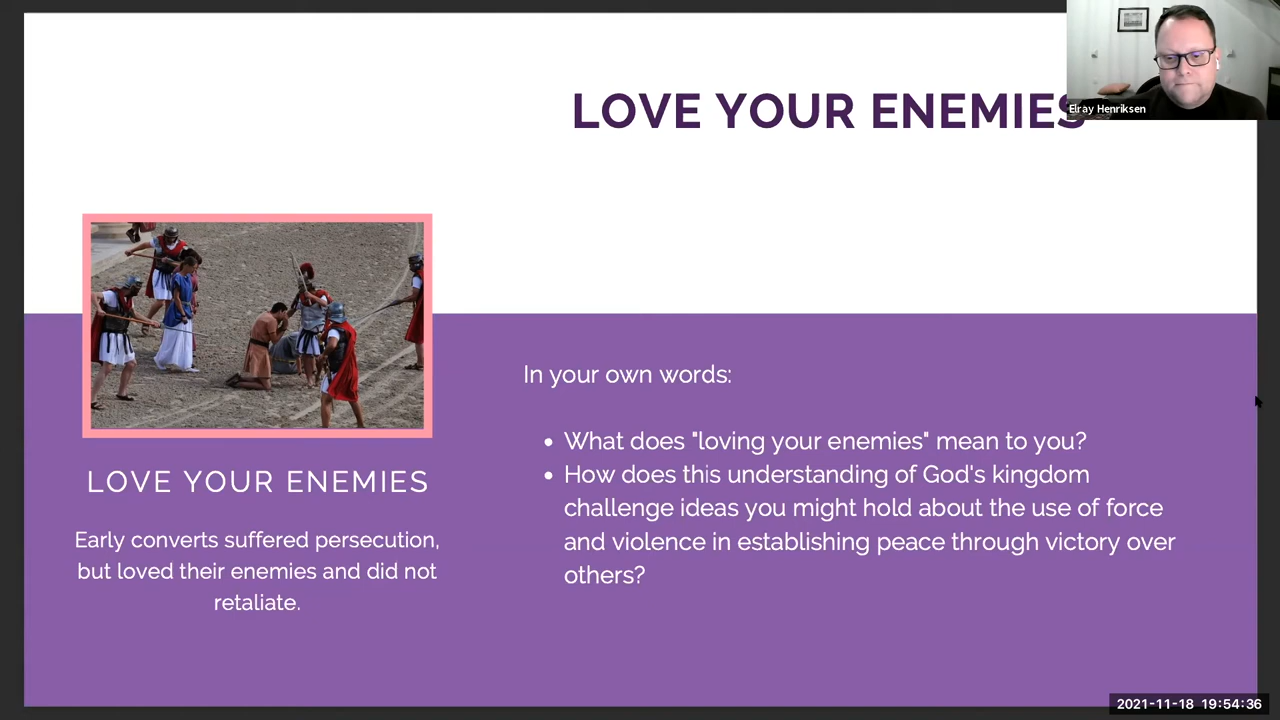 LOVE YOUR ENEMIES
Elray Henriksen
LOVE YOUR ENEMIES
Early converts suffered persecution,
but loved their enemies and did not
retaliate.
In your own words:
• What does "loving your enemies" mean to you?
• How does this understanding of God's kingdom
challenge ideas you might hold about the use of force
and violence in establishing peace through victory over
others?
2021-11-18 19:54:36